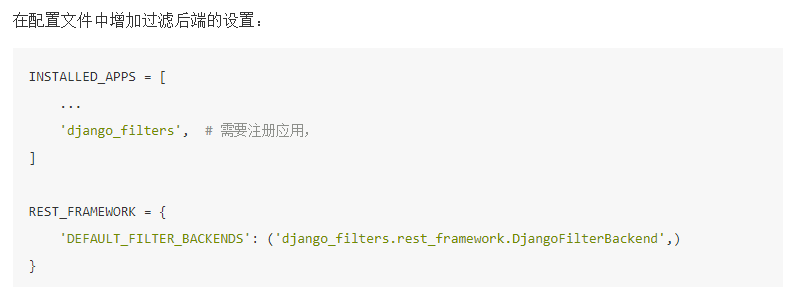 在配置文件中增加过滤后端的设置：
INSTALLED_APPS = [
    ...
    'django_filters',  # 需要注册应用，
]
REST_FRAMEWORK = {
    'DEFAULT_FILTER_BACKENDS': ('django_filters.rest_framework.DjangoFilterBackend',)
}